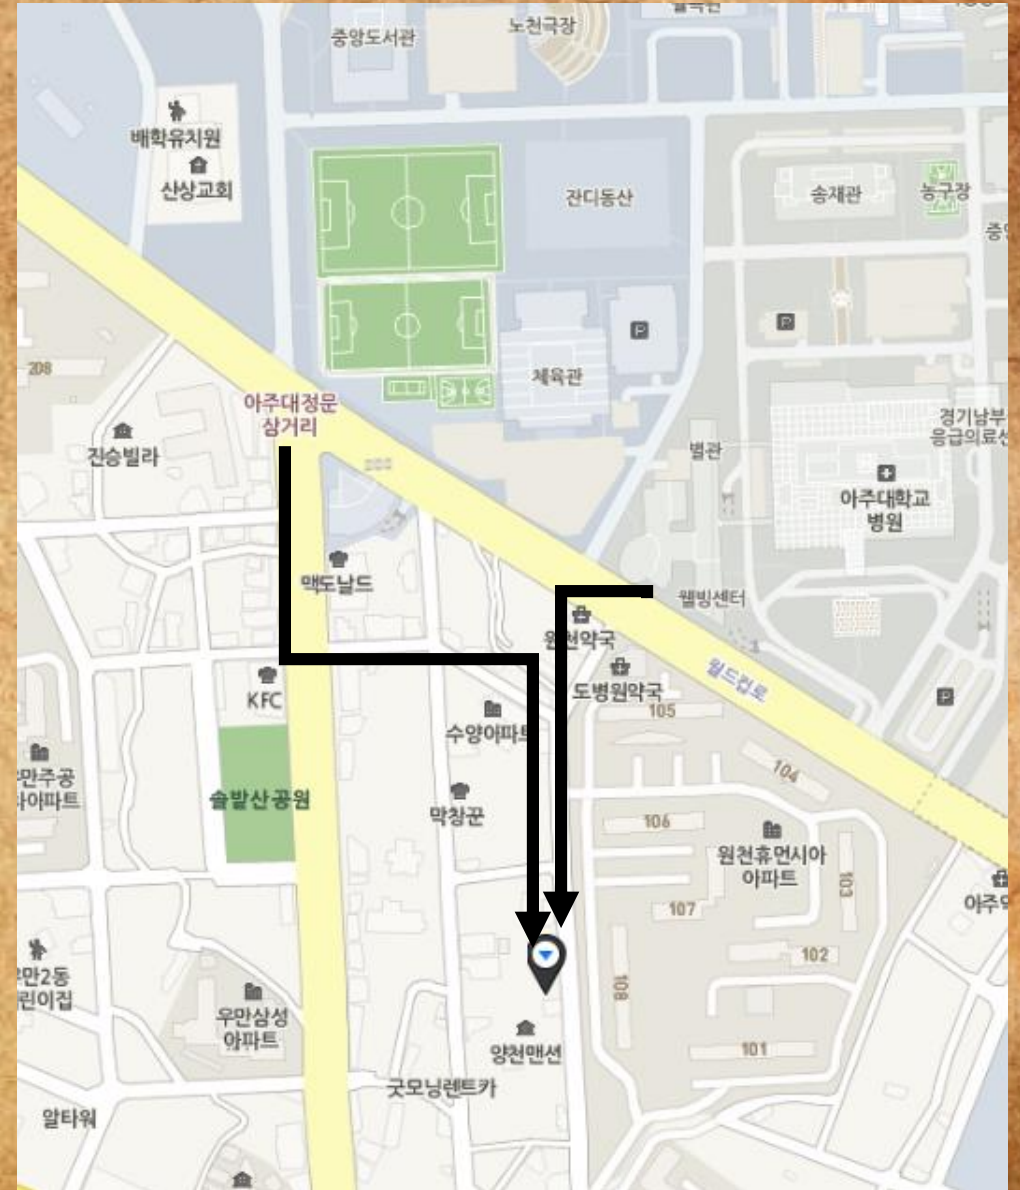 중앙도서관
노천극장
배학유치원
산상교회
잔디동산
송재관
농구장
P
P
체육관
208
아주대정문
삼거리
진승빌라
별관
경기남부
아주대학교
병원
맥도날드
웰빙센터
원천약국
도병원약국
월드컵로
KFC
105
P
수양아파트
104
솔밭산공원
막창꾼
106
원천휴먼시아
아파트
103
107
102
108
우만삼성
아파트
양천맨션
101
굿모닝렌트카
알타워